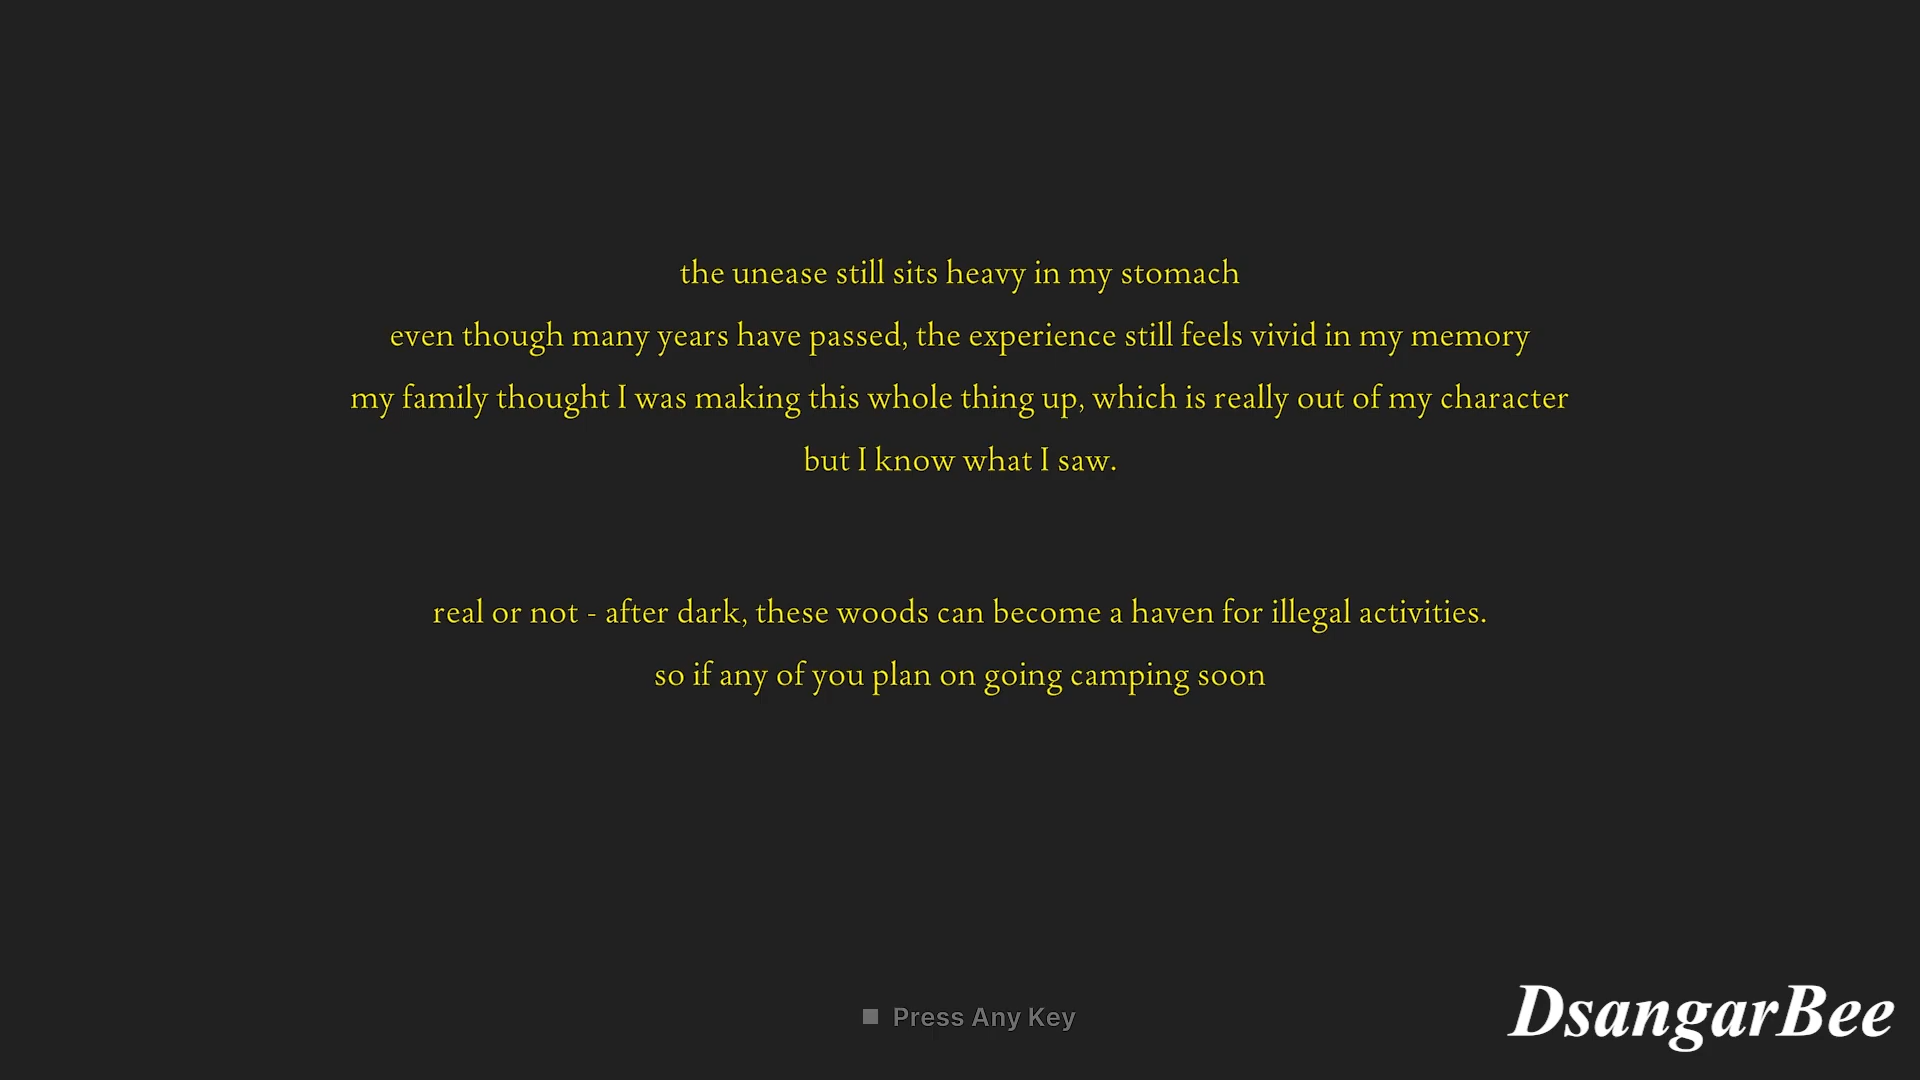 the unease still sits heavy in my stomach
even though many years have passed, the experience still feels vivid in my memory
my family thought I was making this whole thing up, which is really out of my character
but I know what I saw.
real or not - after dark, these woods can become a haven for illegal activities.
so if any of you plan on going camping soon
Press Any Key
DsangarBee